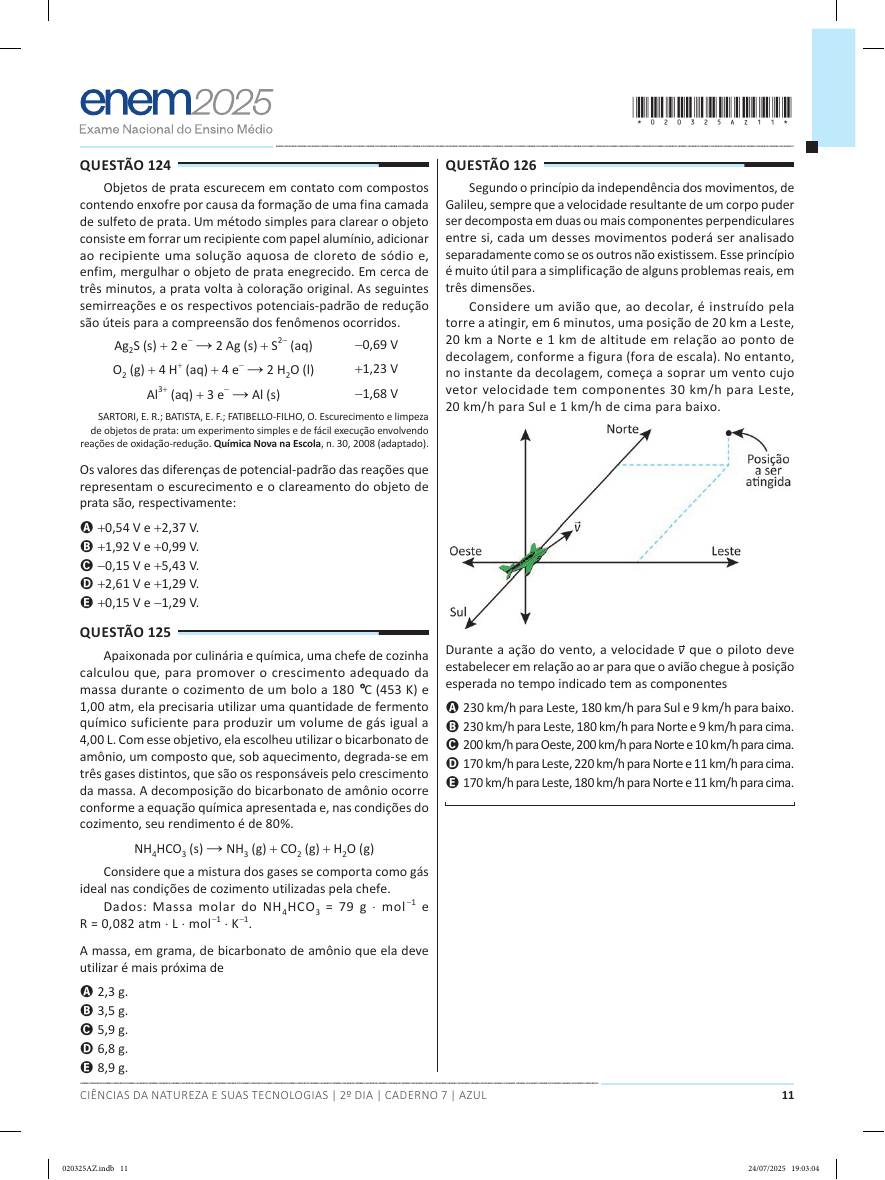 enem2025
Exame Nacional do Ensino Médio
*020325AZ11*
QUESTÃO 124
Objetos de prata escurecem em contato com compostos
contendo enxofre por causa da formação de uma fina camada
de sulfeto de prata. Um método simples para clarear o objeto
consiste em forrar um recipiente com papel alumínio, adicionar
ao recipiente uma solução aquosa de cloreto de sódio e,
enfim, mergulhar o objeto de prata enegrecido. Em cerca de
três minutos, a prata volta à coloração original. As seguintes
semirreações e os respectivos potenciais-padrão de redução
são úteis para a compreensão dos fenômenos ocorridos.
Ag₂S (s) + 2 e⁻ ⟶ 2 Ag (s) + S²⁻ (aq) −0,69 V
O₂ (g) + 4 H⁺ (aq) + 4 e⁻ ⟶ 2 H₂O (l) +1,23 V
Al³⁺ (aq) + 3 e⁻ ⟶ Al (s) −1,68 V
SARTORI, E. R.; BATISTA, E. F.; FATIBELLO-FILHO, O. Escurecimento e limpeza
de objetos de prata: um experimento simples e de fácil execução envolvendo
reações de oxidação-redução. Química Nova na Escola, n. 30, 2008 (adaptado).
Os valores das diferenças de potencial-padrão das reações que
representam o escurecimento e o clareamento do objeto de
prata são, respectivamente:
A +0,54 V e +2,37 V.
B +1,92 V e +0,99 V.
C −0,15 V e +5,43 V.
D +2,61 V e +1,29 V.
E +0,15 V e −1,29 V.
QUESTÃO 125
Apaixonada por culinária e química, uma chefe de cozinha
calculou que, para promover o crescimento adequado da
massa durante o cozimento de um bolo a 180 ℃ (453 K) e
1,00 atm, ela precisaria utilizar uma quantidade de fermento
químico suficiente para produzir um volume de gás igual a
4,00 L. Com esse objetivo, ela escolheu utilizar o bicarbonato de
amônio, um composto que, sob aquecimento, degrada-se em
três gases distintos, que são os responsáveis pelo crescimento
da massa. A decomposição do bicarbonato de amônio ocorre
conforme a equação química apresentada e, nas condições do
cozimento, seu rendimento é de 80%.
NH₄HCO₃ (s) ⟶ NH₃ (g) + CO₂ (g) + H₂O (g)
Considere que a mistura dos gases se comporta como gás
ideal nas condições de cozimento utilizadas pela chefe.
Dados: Massa molar do NH₄HCO₃ = 79 g · mol⁻¹ e
R = 0,082 atm · L · mol⁻¹ · K⁻¹.
A massa, em grama, de bicarbonato de amônio que ela deve
utilizar é mais próxima de
A 2,3 g.
B 3,5 g.
C 5,9 g.
D 6,8 g.
E 8,9 g.
QUESTÃO 126
Segundo o princípio da independência dos movimentos, de
Galileu, sempre que a velocidade resultante de um corpo puder
ser decomposta em duas ou mais componentes perpendiculares
entre si, cada um desses movimentos poderá ser analisado
separadamente como se os outros não existissem. Esse princípio
é muito útil para a simplificação de alguns problemas reais, em
três dimensões.
Considere um avião que, ao decolar, é instruído pela
torre a atingir, em 6 minutos, uma posição de 20 km a Leste,
20 km a Norte e 1 km de altitude em relação ao ponto de
decolagem, conforme a figura (fora de escala). No entanto,
no instante da decolagem, começa a soprar um vento cujo
vetor velocidade tem componentes 30 km/h para Leste,
20 km/h para Sul e 1 km/h de cima para baixo.
Norte
Posição
a ser
atingida
v⃗
Oeste
Leste
Sul
Durante a ação do vento, a velocidade v⃗ que o piloto deve
estabelecer em relação ao ar para que o avião chegue à posição
esperada no tempo indicado tem as componentes
A 230 km/h para Leste, 180 km/h para Sul e 9 km/h para baixo.
B 230 km/h para Leste, 180 km/h para Norte e 9 km/h para cima.
C 200 km/h para Oeste, 200 km/h para Norte e 10 km/h para cima.
D 170 km/h para Leste, 220 km/h para Norte e 11 km/h para cima.
E 170 km/h para Leste, 180 km/h para Norte e 11 km/h para cima.
CIÊNCIAS DA NATUREZA E SUAS TECNOLOGIAS | 2º DIA | CADERNO 7 | AZUL
11
020325AZ.indb 11
24/07/2025 19:03:04